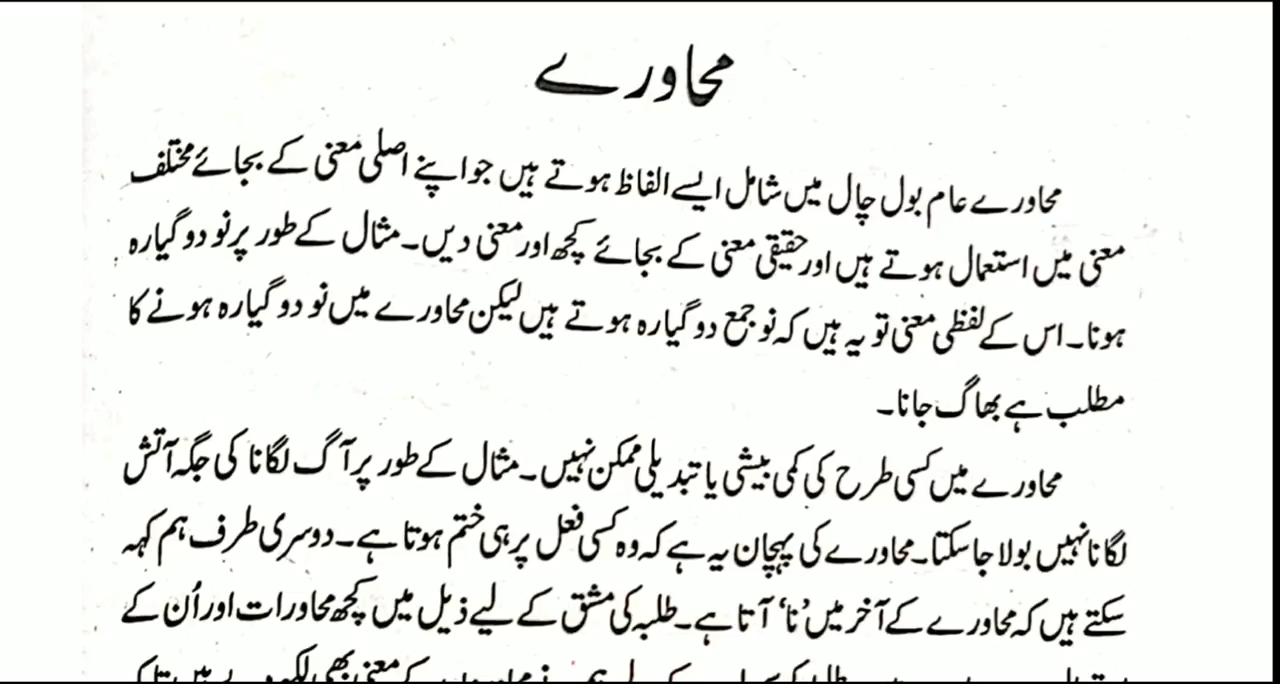 محاورے
محاورے عام بول چال میں شامل ایسے الفاظ ہوتے ہیں جو اپنے اصلی معنی کے بجائے مختلف
معنی میں استعمال ہوتے ہیں اور حقیقی معنی کے بجائے کچھ اور معنی دیں۔ مثال کے طور پر نو دو گیارہ
ہونا۔ اس کے لفظی معنی تو یہ ہیں کہ نو جمع دو گیارہ ہوتے ہیں لیکن محاورے میں نو دو گیارہ ہونے کا
مطلب ہے بھاگ جانا۔
محاورے میں کسی طرح کی کمی بیشی یا تبدیلی ممکن نہیں۔ مثال کے طور پر آگ لگانا کی جگہ آتش
لگانا نہیں بولا جا سکتا۔ محاورے کی پہچان یہ ہے کہ وہ کسی فعل پر ہی ختم ہوتا ہے۔ دوسری طرف ہم کہہ
سکتے ہیں کہ محاورے کے آخر میں ’نا‘ آتا ہے۔ طلبہ کی مشق کے لیے ذیل میں کچھ محاورات اور اُن کے